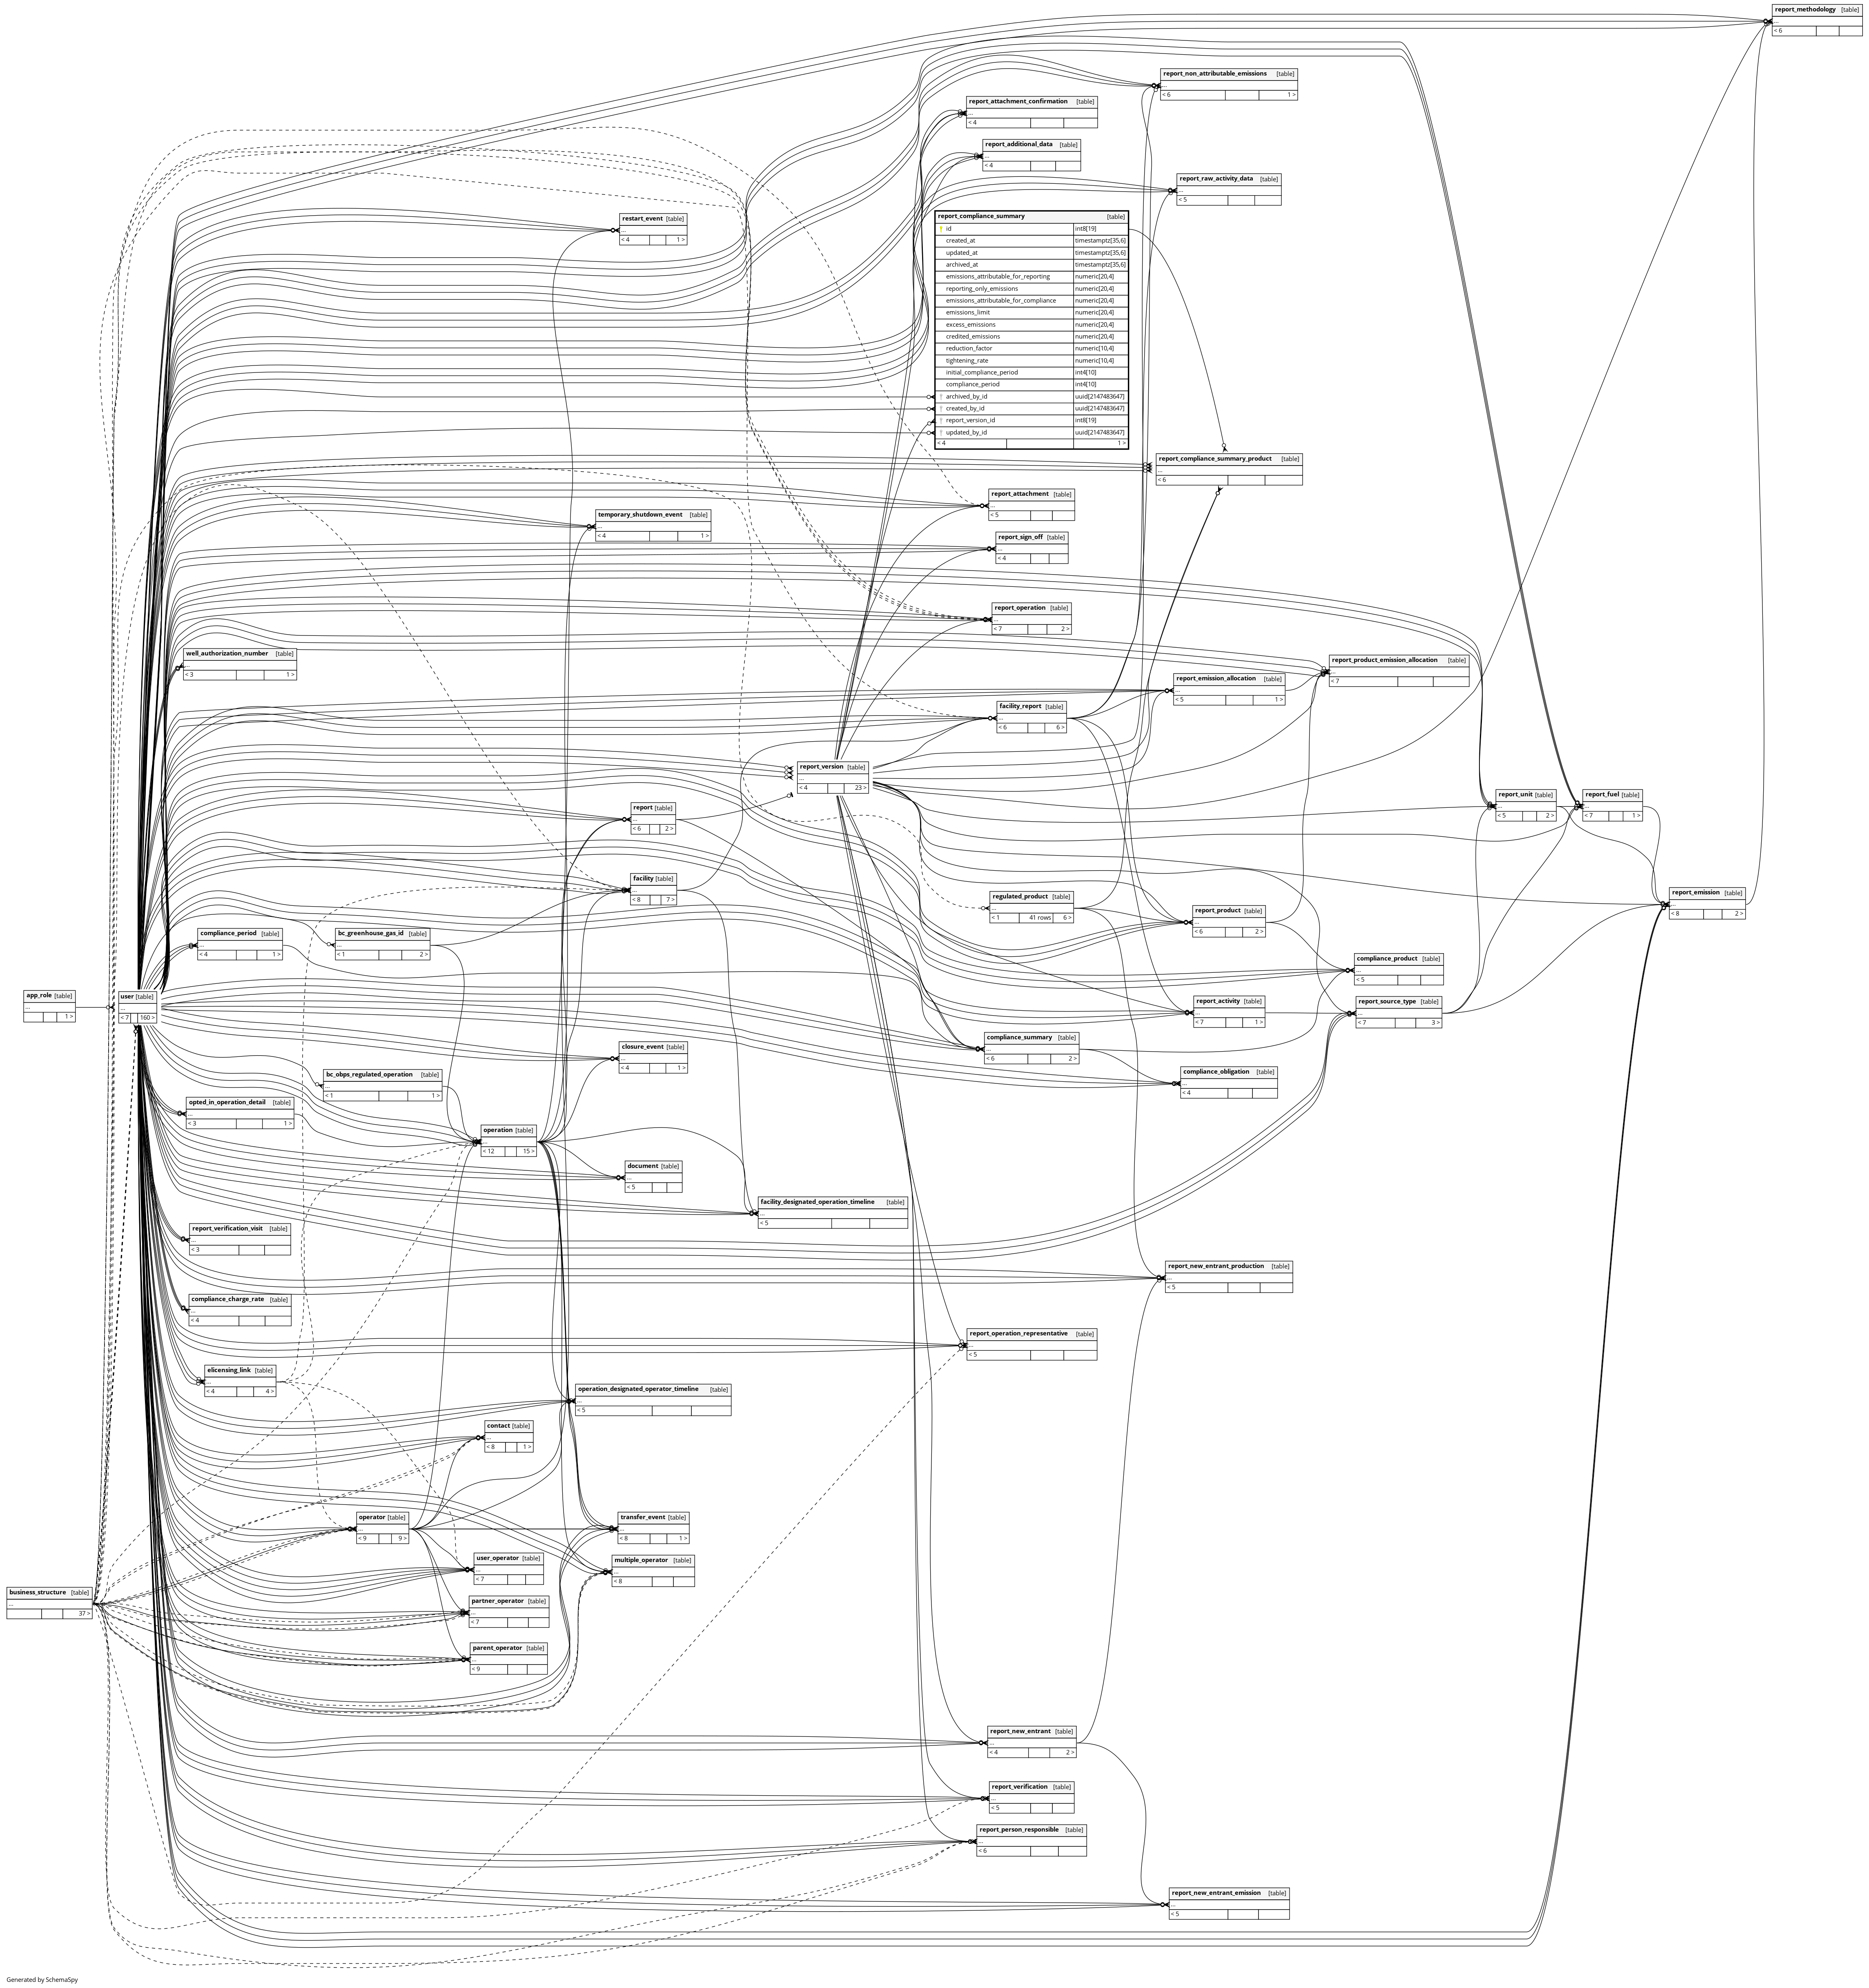 report_methodology [table]
...
< 6
report_non_attributable_emissions [table]
...
< 6 1 >
report_attachment_confirmation [table]
...
< 4
report_additional_data [table]
...
< 4
report_raw_activity_data [table]
...
< 5
restart_event [table]
...
< 4 1 >
report_compliance_summary [table]
id int8[19]
created_at timestamptz[35,6]
updated_at timestamptz[35,6]
archived_at timestamptz[35,6]
emissions_attributable_for_reporting numeric[20,4]
reporting_only_emissions numeric[20,4]
emissions_attributable_for_compliance numeric[20,4]
emissions_limit numeric[20,4]
excess_emissions numeric[20,4]
credited_emissions numeric[20,4]
reduction_factor numeric[10,4]
tightening_rate numeric[10,4]
initial_compliance_period int4[10]
compliance_period int4[10]
archived_by_id uuid[2147483647]
created_by_id uuid[2147483647]
report_version_id int8[19]
updated_by_id uuid[2147483647]
< 4 1 >
report_compliance_summary_product [table]
...
< 6
report_attachment [table]
...
< 5
temporary_shutdown_event [table]
...
< 4 1 >
report_sign_off [table]
...
< 4
report_operation [table]
...
< 7 2 >
well_authorization_number [table]
...
< 3 1 >
report_product_emission_allocation [table]
...
< 7
report_emission_allocation [table]
...
< 5 1 >
facility_report [table]
...
< 6 6 >
report_version [table]
...
< 4 23 >
report_unit [table]
...
< 5 2 >
report_fuel [table]
...
< 7 1 >
report [table]
...
< 6 2 >
facility [table]
...
< 8 7 >
report_emission [table]
...
< 8 2 >
regulated_product [table]
...
< 1 41 rows 6 >
report_product [table]
...
< 6 2 >
compliance_period [table]
...
< 4 1 >
bc_greenhouse_gas_id [table]
...
< 1 2 >
compliance_product [table]
...
< 5
app_role [table]
...
1 >
user [table]
...
< 7 160 >
report_activity [table]
...
< 7 1 >
report_source_type [table]
...
< 7 3 >
compliance_summary [table]
...
< 6 2 >
closure_event [table]
...
< 4 1 >
compliance_obligation [table]
...
< 4
bc_obps_regulated_operation [table]
...
< 1 1 >
opted_in_operation_detail [table]
...
< 3 1 >
operation [table]
...
< 12 15 >
document [table]
...
< 5
facility_designated_operation_timeline [table]
...
< 5
report_verification_visit [table]
...
< 3
report_new_entrant_production [table]
...
< 5
compliance_charge_rate [table]
...
< 4
report_operation_representative [table]
...
< 5
elicensing_link [table]
...
< 4 4 >
operation_designated_operator_timeline [table]
...
< 5
contact [table]
...
< 8 1 >
operator [table]
...
< 9 9 >
transfer_event [table]
...
< 8 1 >
user_operator [table]
...
< 7
multiple_operator [table]
...
< 8
business_structure [table]
...
37 >
partner_operator [table]
...
< 7
parent_operator [table]
...
< 9
report_new_entrant [table]
...
< 4 2 >
report_verification [table]
...
< 5
report_person_responsible [table]
...
< 6
report_new_entrant_emission [table]
...
< 5
Generated by SchemaSpy